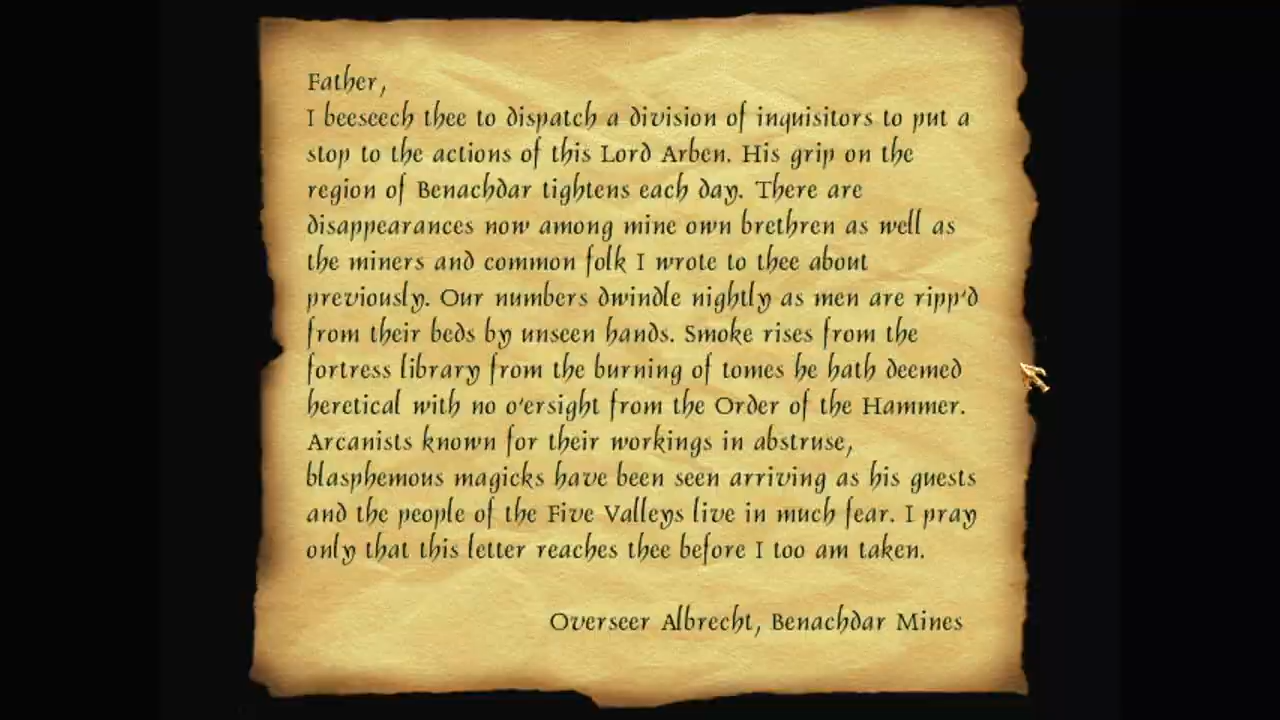 Father,
I beeseech thee to dispatch a division of inquisitors to put a
stop to the actions of this Lord Arben. His grip on the
region of Benachdar tightens each day. There are
disappearances now among mine own brethren as well as
the miners and common folk I wrote to thee about
previously. Our numbers dwindle nightly as men are ripp'd
from their beds by unseen hands. Smoke rises from the
fortress library from the burning of tomes he hath deemed
heretical with no o'ersight from the Order of the Hammer.
Arcanists known for their workings in abstruse,
blasphemous magicks have been seen arriving as his guests
and the people of the Five Valleys live in much fear. I pray
only that this letter reaches thee before I too am taken.
Overseer Albrecht, Benachdar Mines